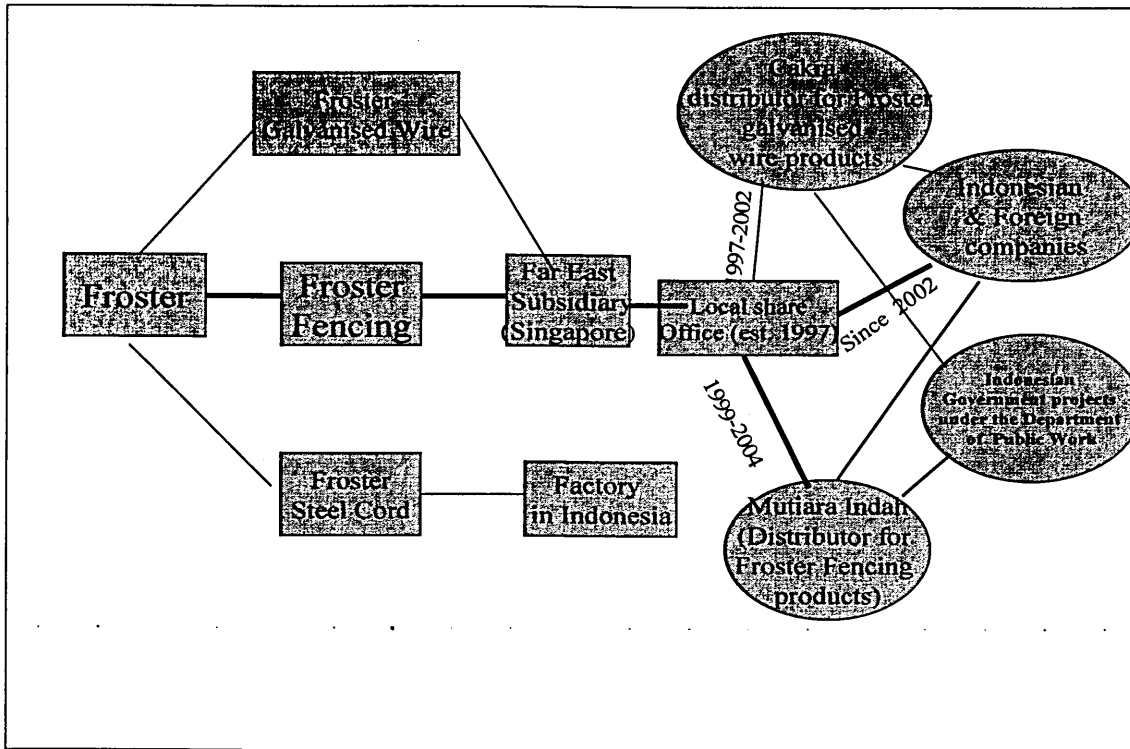 Froster
Galvanised Wire
Cakra
(distributor for Froster
galvanised
wire products
Indonesian
& Foreign
companies
Froster
Froster
Fencing
Far East
Subsidiary
(Singapore)
1997-2002
Local share
Office (est. 1997)
Since 2002
Indonesian
Government projects
under the Department
of Public Work
1999-2004
Froster
Steel Cord
Factory
in Indonesia
Mutiara Indah
(Distributor for
Froster Fencing
products)